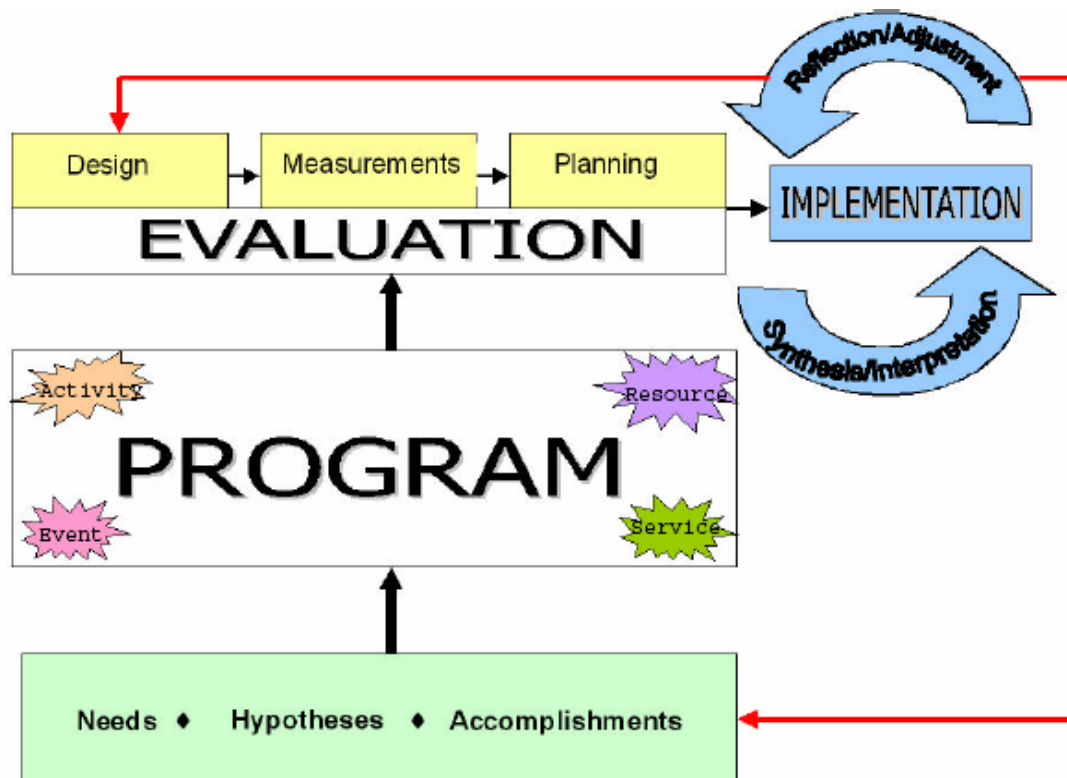 Reflection/Adjustment
Design
Measurements
Planning
EVALUATION
IMPLEMENTATION
Synthesis/Interpretation
Activity
Resource
PROGRAM
Event
Service
Needs ♦ Hypotheses ♦ Accomplishments